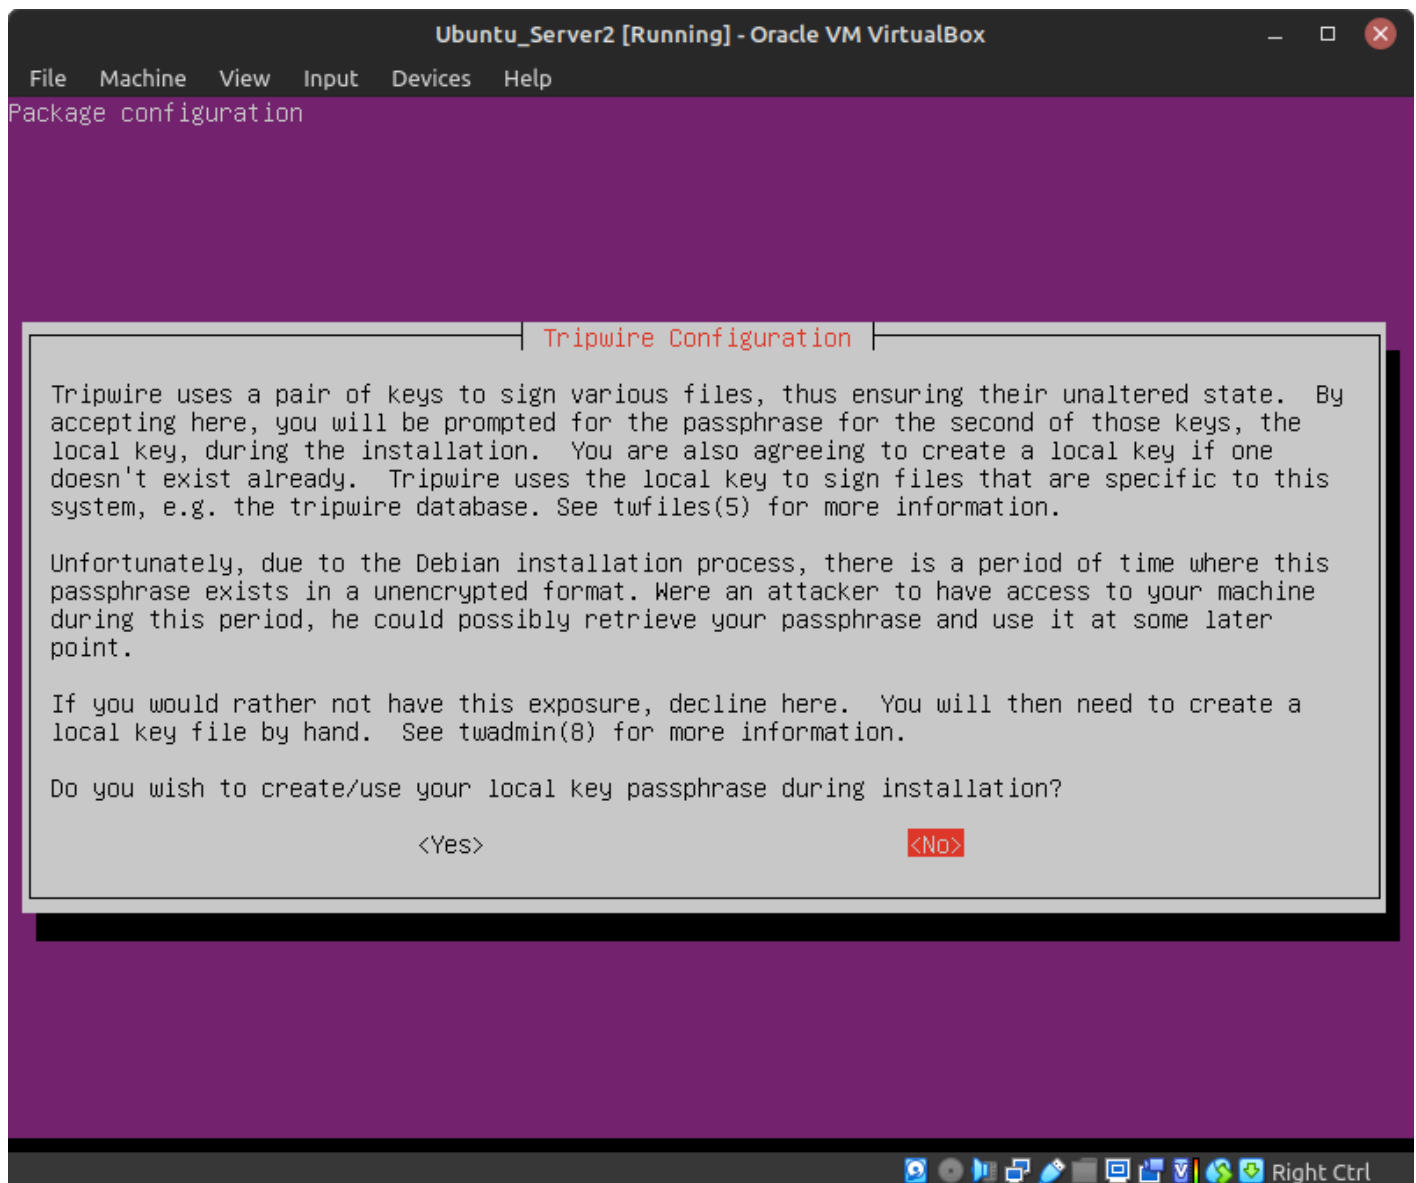 Ubuntu_Server2 [Running] - Oracle VM VirtualBox
File Machine View Input Devices Help
Package configuration
Tripwire Configuration
Tripwire uses a pair of keys to sign various files, thus ensuring their unaltered state.  By
accepting here, you will be prompted for the passphrase for the second of those keys, the
local key, during the installation.  You are also agreeing to create a local key if one
doesn't exist already.  Tripwire uses the local key to sign files that are specific to this
system, e.g. the tripwire database. See twfiles(5) for more information.
Unfortunately, due to the Debian installation process, there is a period of time where this
passphrase exists in a unencrypted format. Were an attacker to have access to your machine
during this period, he could possibly retrieve your passphrase and use it at some later
point.
If you would rather not have this exposure, decline here.  You will then need to create a
local key file by hand.  See twadmin(8) for more information.
Do you wish to create/use your local key passphrase during installation?
<Yes> <No>
Right Ctrl